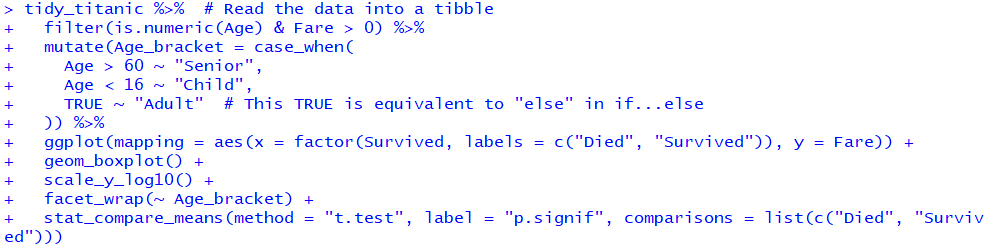 > tidy_titanic %>%  # Read the data into a tibble
+   filter(is.numeric(Age) & Fare > 0) %>%
+   mutate(Age_bracket = case_when(
+     Age > 60 ~ "Senior",
+     Age < 16 ~ "Child",
+     TRUE ~ "Adult"  # This TRUE is equivalent to "else" in if...else
+   )) %>%
+   ggplot(mapping = aes(x = factor(Survived, labels = c("Died", "Survived")), y = Fare)) +
+   geom_boxplot() +
+   scale_y_log10() +
+   facet_wrap(~ Age_bracket) +
+   stat_compare_means(method = "t.test", label = "p.signif", comparisons = list(c("Died", "Surviv
ed")))